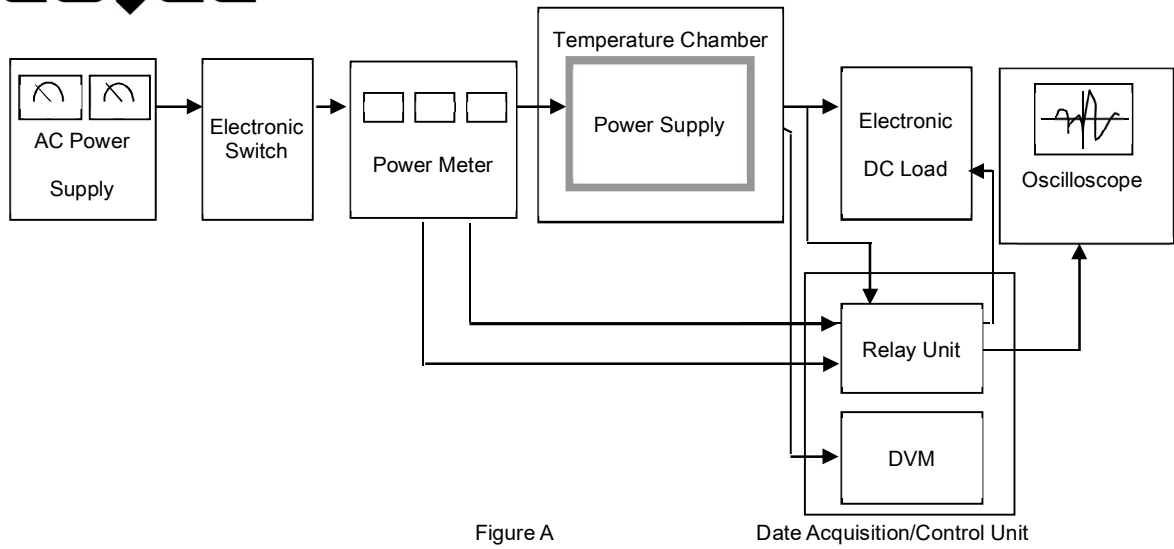 Temperature Chamber
AC Power
Supply
Electronic
Switch
Power Meter
Power Supply
Electronic
DC Load
Oscilloscope
Relay Unit
DVM
Figure A
Date Acquisition/Control Unit